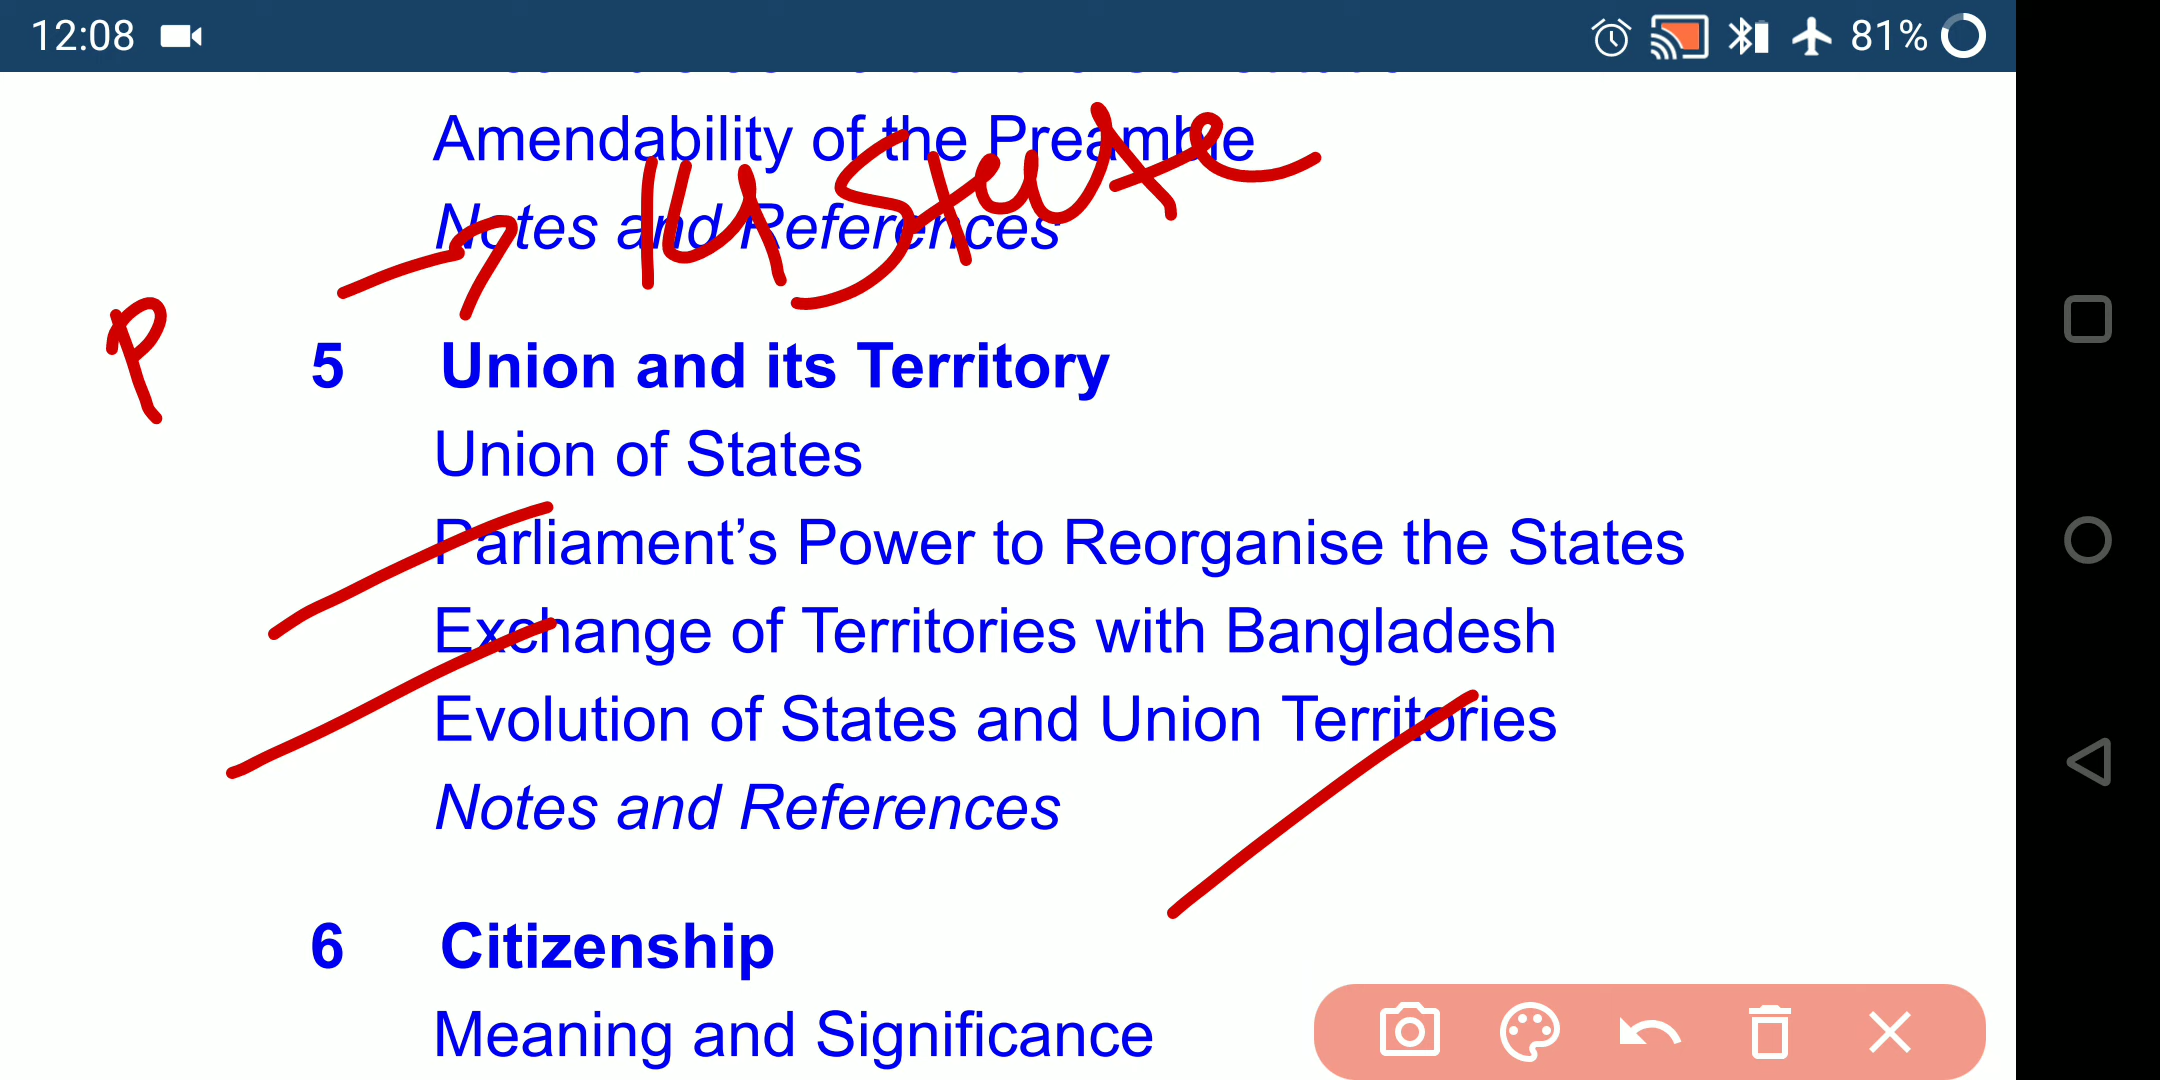 12:08 81%
Amendability of the Preamble
14 State
Notes and References
P
5 Union and its Territory
Union of States
Parliament’s Power to Reorganise the States
Exchange of Territories with Bangladesh
Evolution of States and Union Territories
Notes and References
6 Citizenship
Meaning and Significance